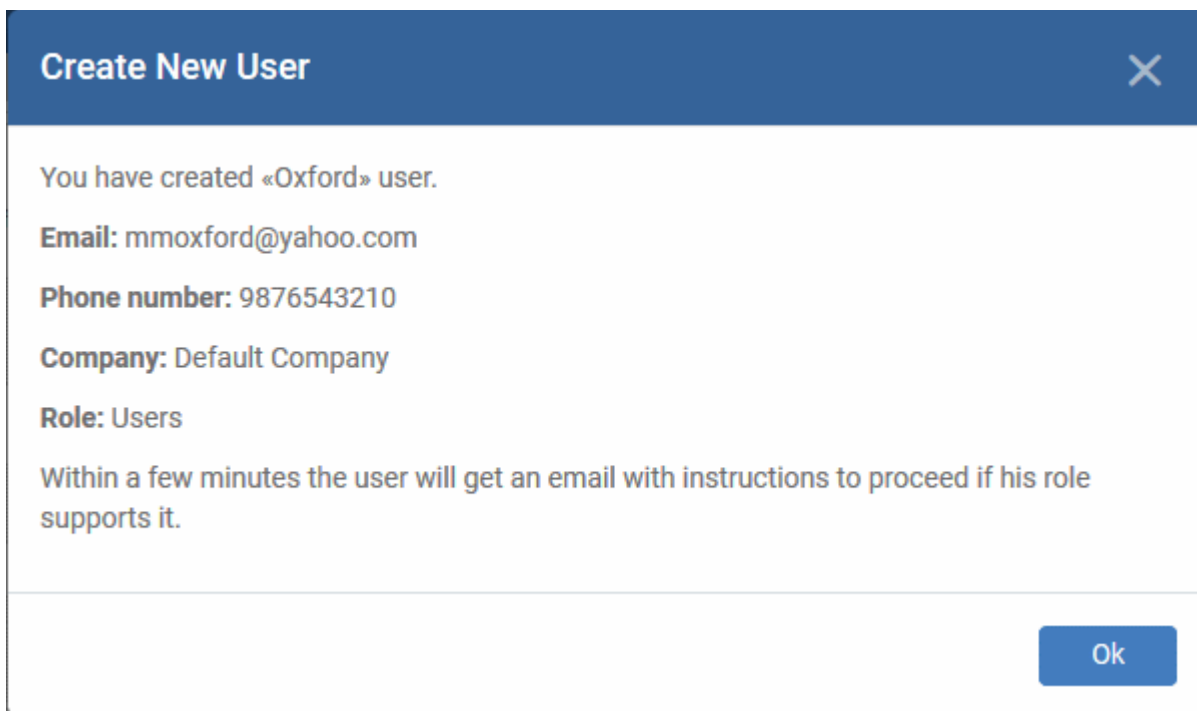 Create New User
You have created «Oxford» user.
Email: mmoxford@yahoo.com
Phone number: 9876543210
Company: Default Company
Role: Users
Within a few minutes the user will get an email with instructions to proceed if his role
supports it.
Ok